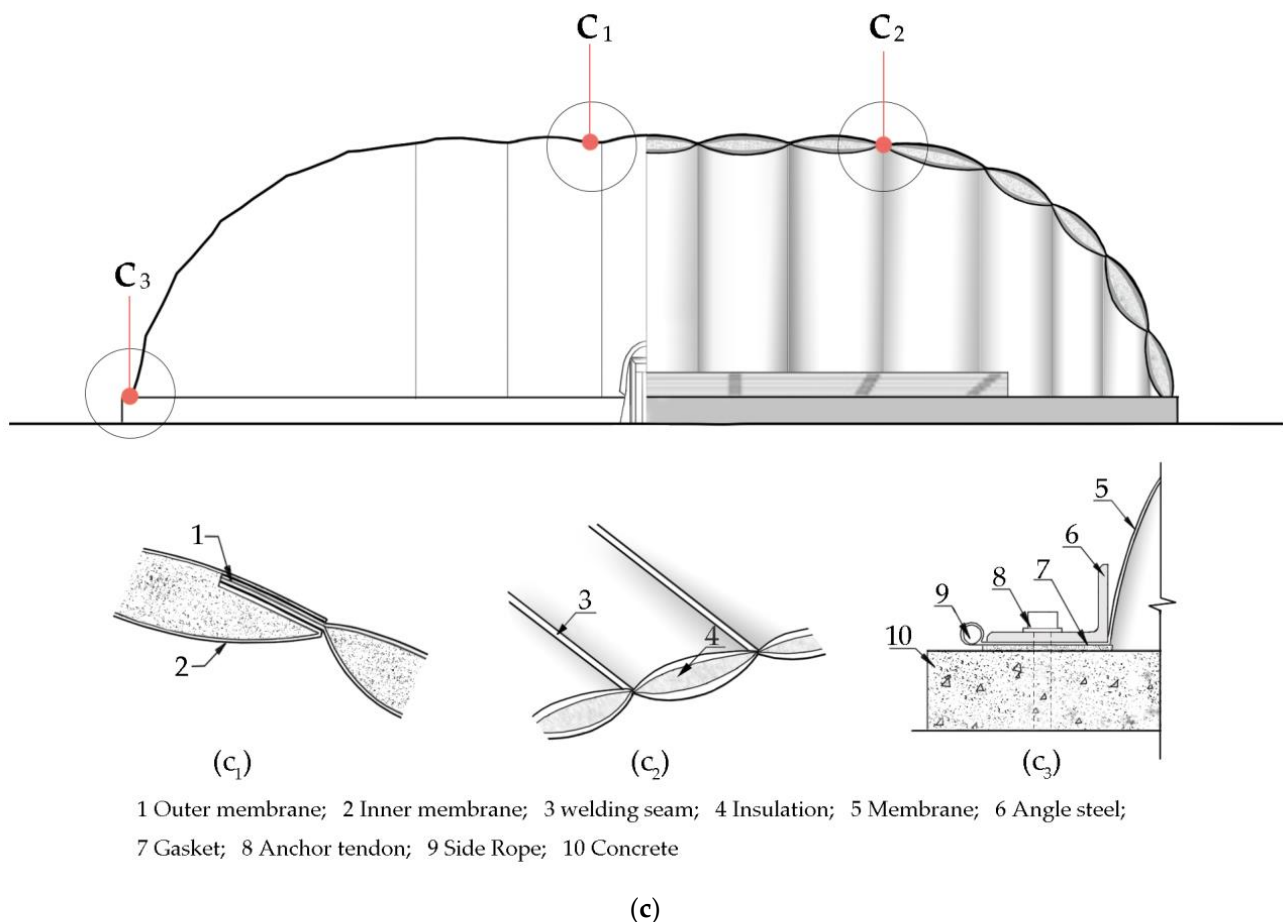 C1
C2
C3
1
2
3
4
5
6
7
8
9
10
(c1)
(c2)
(c3)
1 Outer membrane; 2 Inner membrane; 3 welding seam; 4 Insulation; 5 Membrane; 6 Angle steel;
7 Gasket; 8 Anchor tendon; 9 Side Rope; 10 Concrete
(c)